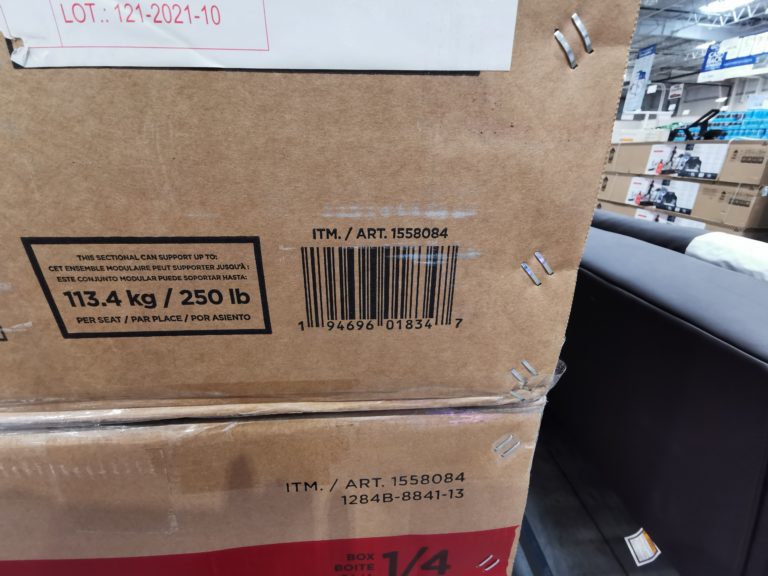 LOT.: 121-2021-10
ITM. / ART. 1558084
THIS SECTIONAL CAN SUPPORT UP TO:
CET ENSEMBLE MODULAIRE PEUT SUPPORTER JUSQU'À :
ESTE CONJUNTO MODULAR PUEDE SOPORTAR HASTA:
113.4 kg / 250 lb
PER SEAT / PAR PLACE / POR ASIENTO
1 94696 01834 7
ITM. / ART. 1558084
1284B-8841-13
BOX
BOITE
1/4